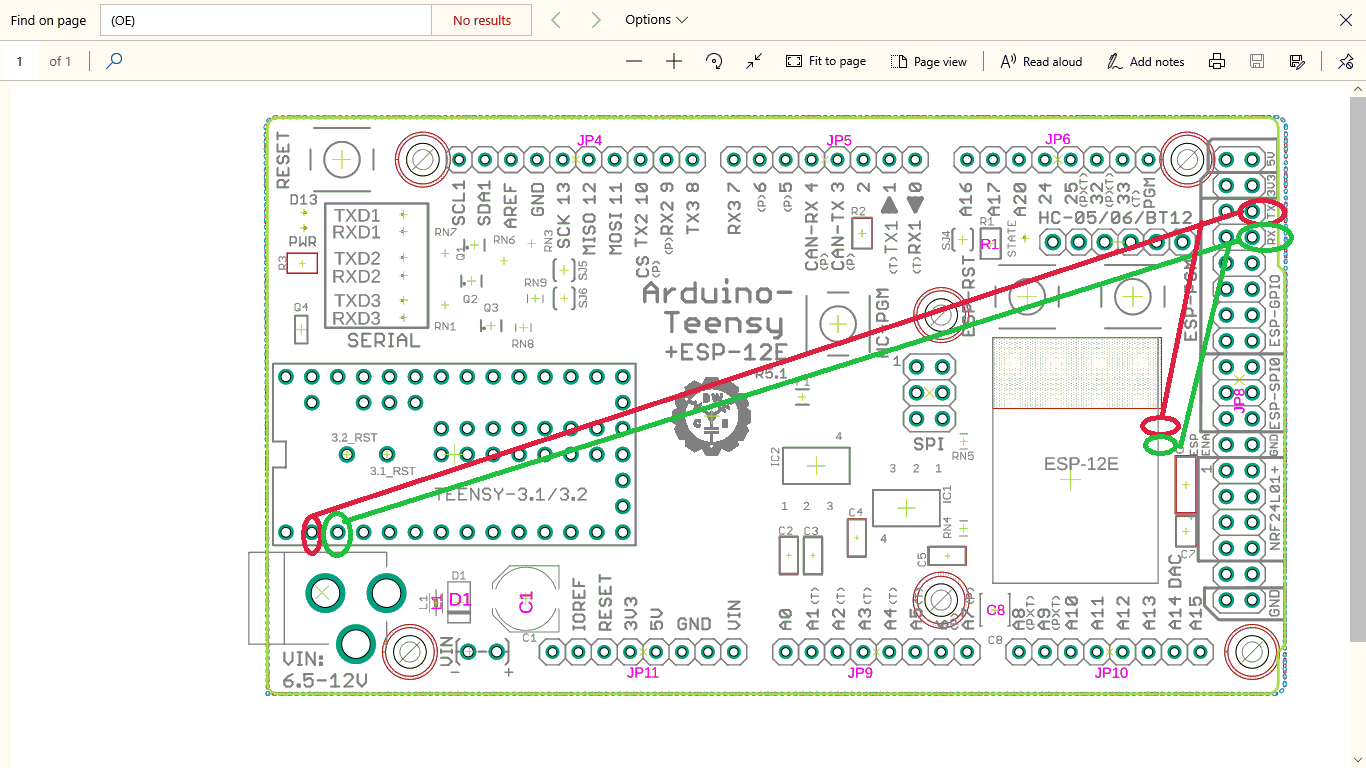 Find on page
(OE)
No results
Options
1
of 1
Fit to page
Page view
Read aloud
Add notes
JP4
JP5
JP6
RESET
5V
3V3
TX
RX
D13
TXD1
RXD1
PWR
TXD2
RXD2
R3
TXD3
RXD3
Q4
SERIAL
SCL1
SDA1
AREF
GND
SCK 13
MISO 12
MOSI 11
CS TX2 10
(P)
RX2 9
(P)
TX3 8
RX3 7
(P)6
(P)5
CAN-RX 4
(P)
CAN-TX 3
(P)
2
TX1 1
(T)
RX1 0
(T)
A16
A17
A20
24
25
(PXT)
32
(PXT)
33
(T)
PGM
RN7
Q1
RN6
RN3
SJ5
RN9
SJ6
Q2
Q3
RN1
RN8
R2
SJ4
R1
R1
STATE
HC-05/06/BT12
Arduino-
Teensy
+ESP-12E
R5.1
ESP-RST
ESP-PGM
ESP-GPIO
ESP-SPI0
JP8
1
SPI
RN5
3.2_RST
3.1_RST
TEENSY-3.1/3.2
IC2
4
1 2 3
3 2 1
IC1
4
RN4
C2
C3
C4
C5
ESP-12E
ESP
ENA
GND
1
NRF24L01+
C7
DAC
GND
D1
L1
D1
C1
C1
IOREF
RESET
3V3
5V
GND
VIN
A0
A1(T)
A2(T)
A3(T)
A4(T)
C8
C8
A8
(PXT)
A9
(PXT)
A10
A11
A12
A13
A14
A15
VIN
- +
VIN:
6.5-12V
JP11
JP9
JP10